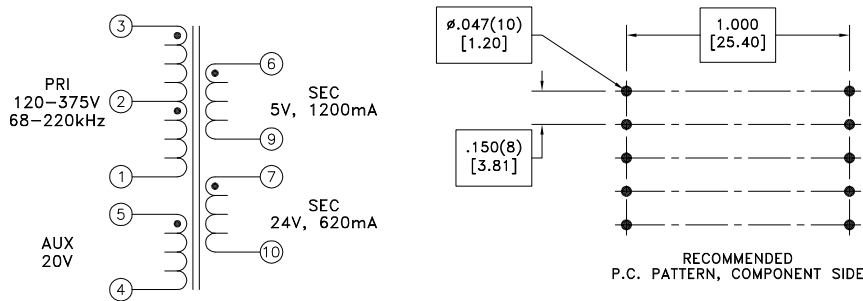 3
PRI
120-375V
68-220kHz
2
1
5
AUX
20V
4
6
SEC
5V, 1200mA
9
7
SEC
24V, 620mA
10
ø.047(10)
[1.20]
1.000
[25.40]
.150(8)
[3.81]
RECOMMENDED
P.C. PATTERN, COMPONENT SIDE